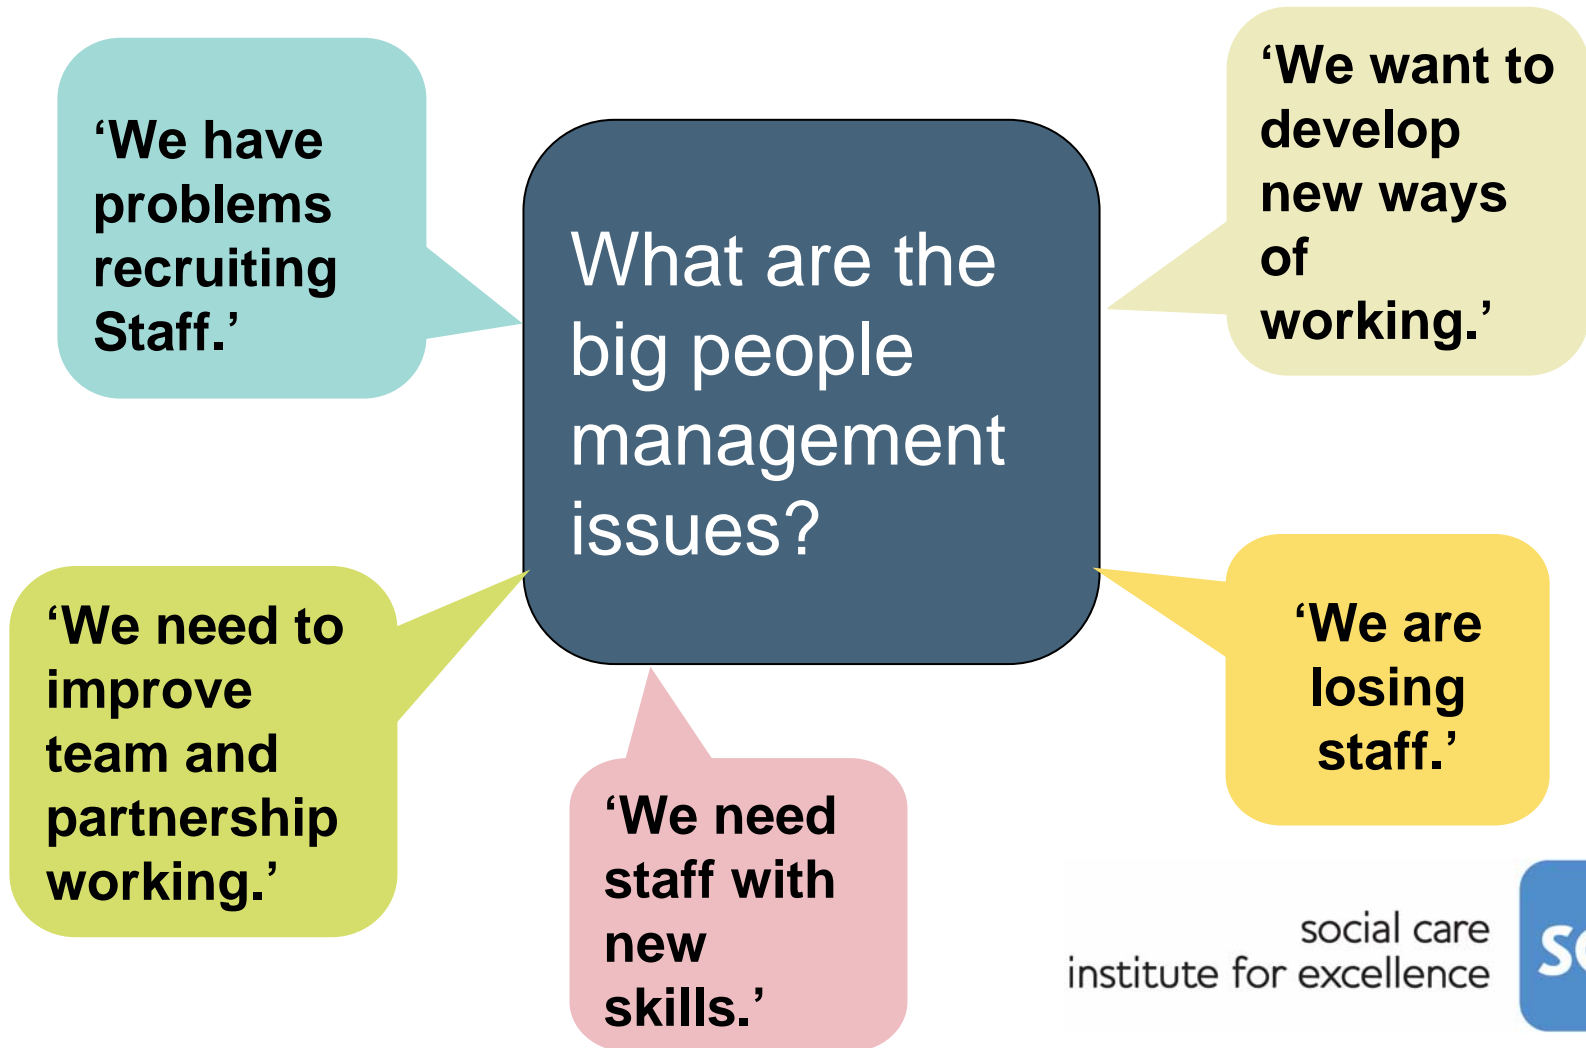 ‘We have
problems
recruiting
Staff.’
What are the
big people
management
issues?
‘We want to
develop
new ways
of
working.’
‘We need to
improve
team and
partnership
working.’
‘We need
staff with
new
skills.’
‘We are
losing
staff.’
social care
institute for excellence